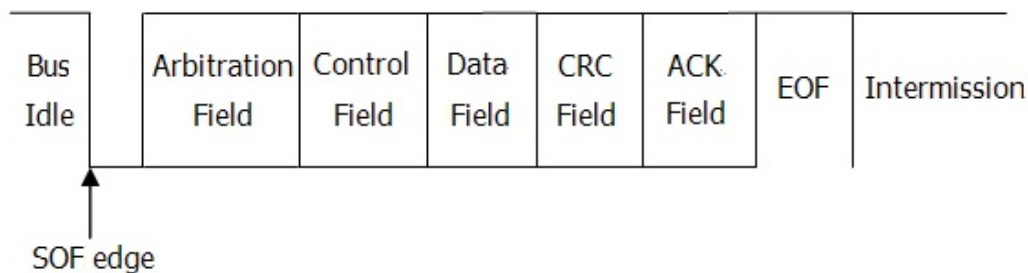 Bus
Idle
Arbitration
Field
Control
Field
Data
Field
CRC
Field
ACK
Field
EOF
Intermission
SOF edge